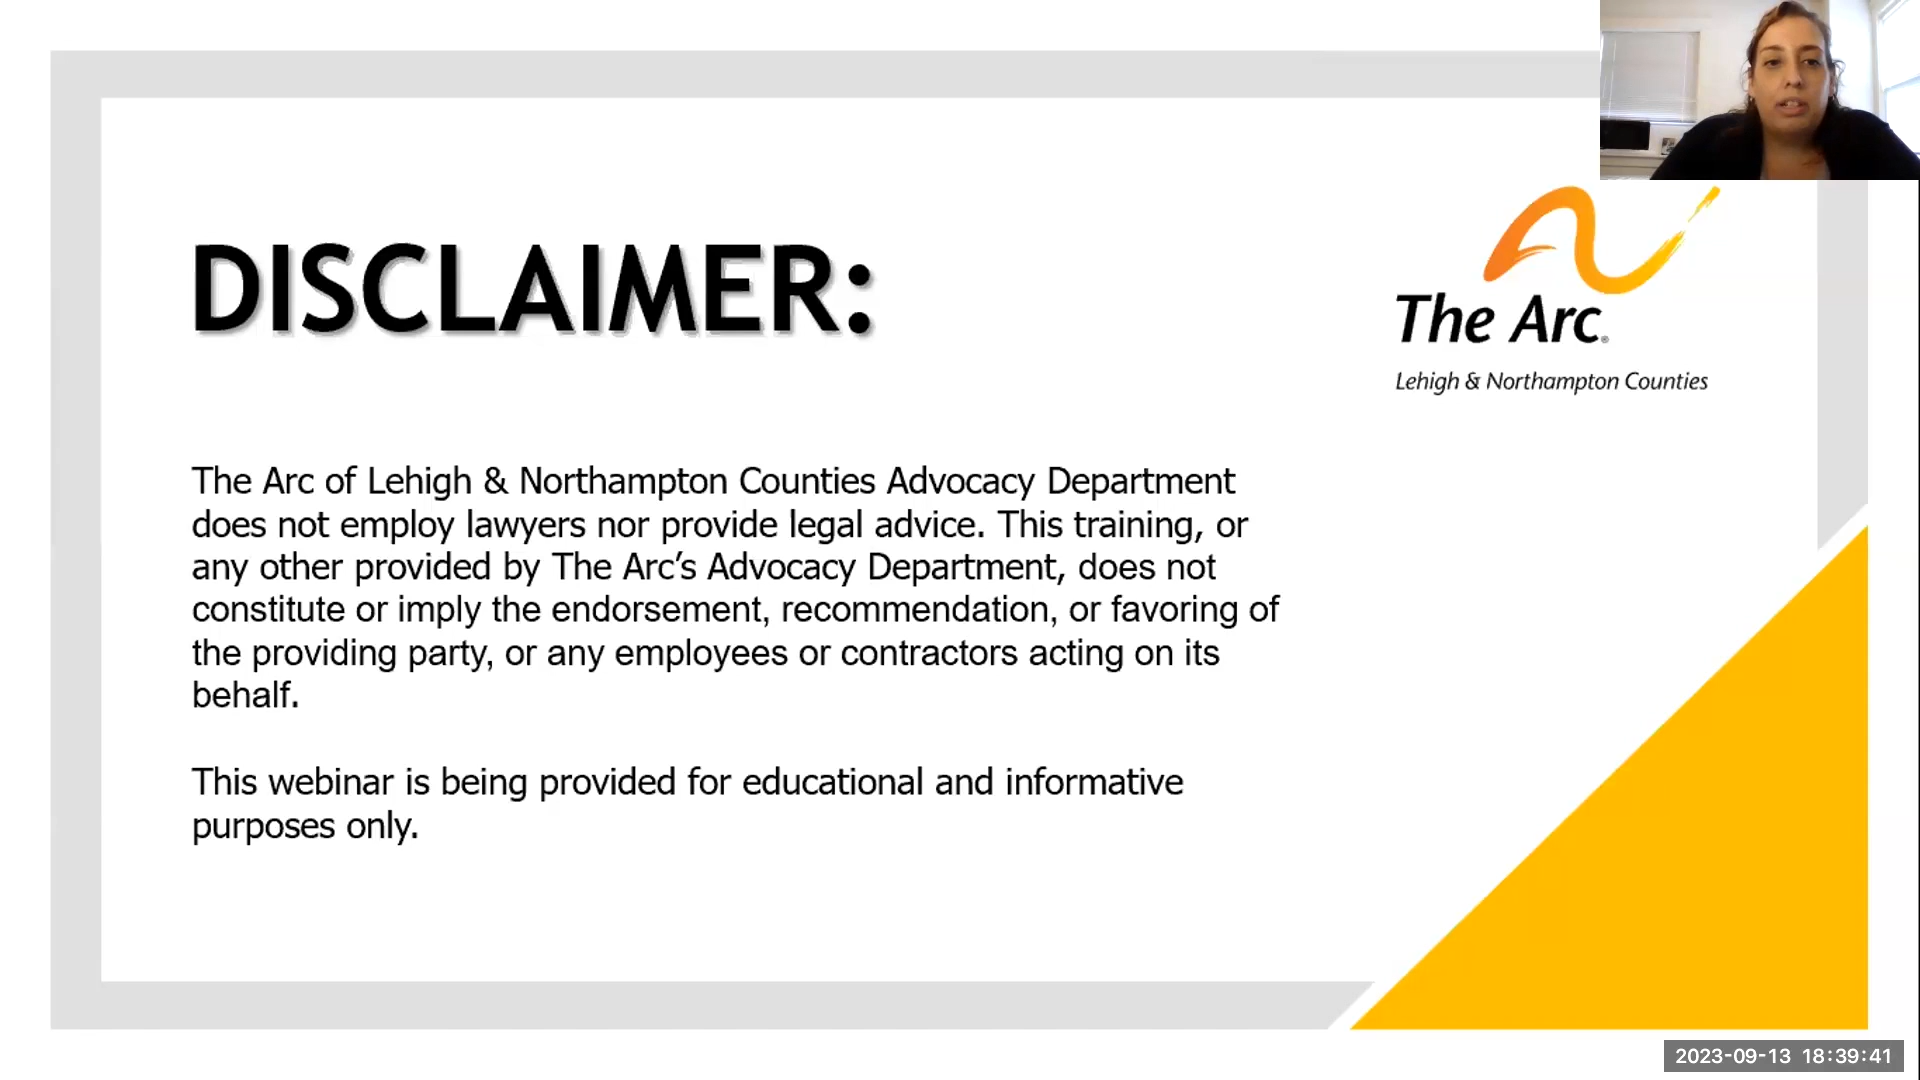 DISCLAIMER:
The Arc®
Lehigh & Northampton Counties
The Arc of Lehigh & Northampton Counties Advocacy Department
does not employ lawyers nor provide legal advice. This training, or
any other provided by The Arc’s Advocacy Department, does not
constitute or imply the endorsement, recommendation, or favoring of
the providing party, or any employees or contractors acting on its
behalf.
This webinar is being provided for educational and informative
purposes only.
2023-09-13 18:39:41